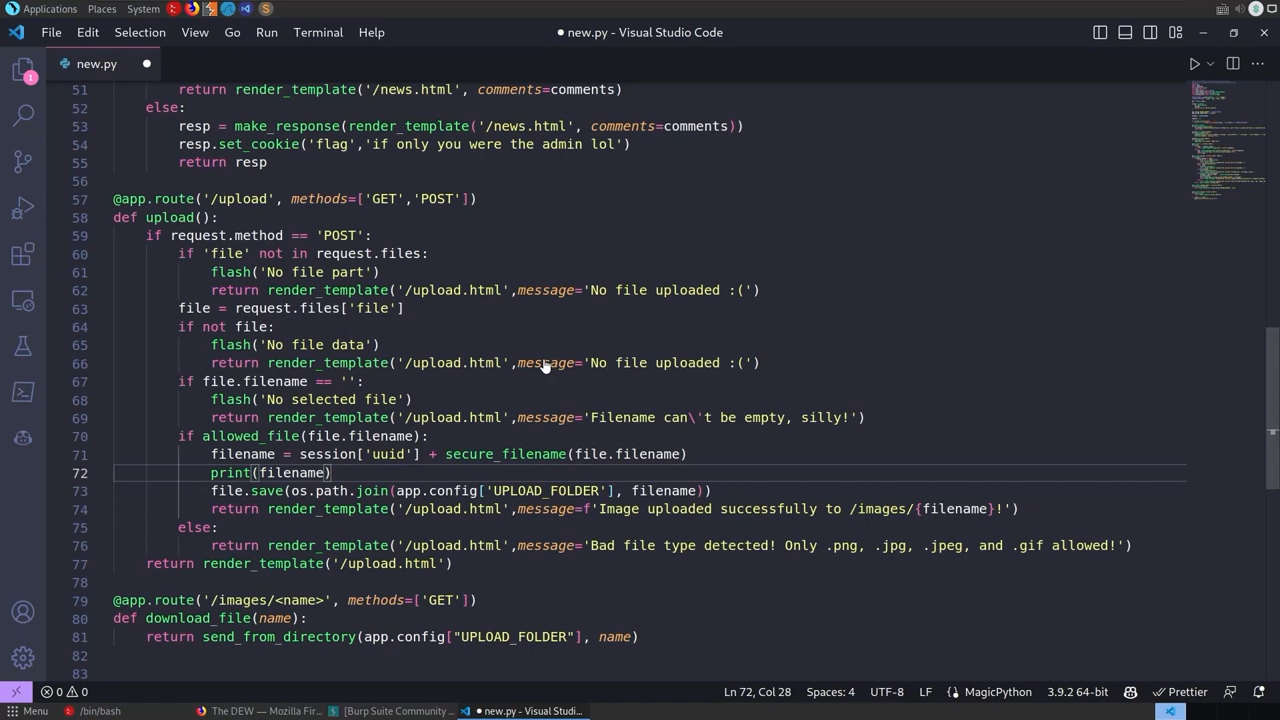 Applications Places System
File Edit Selection View Go Run Terminal Help
new.py - Visual Studio Code
new.py
1
51 return render_template('/news.html', comments=comments)
52 else:
53 resp = make_response(render_template('/news.html', comments=comments))
54 resp.set_cookie('flag','if only you were the admin lol')
55 return resp
56
57 @app.route('/upload', methods=['GET','POST'])
58 def upload():
59 if request.method == 'POST':
60 if 'file' not in request.files:
61 flash('No file part')
62 return render_template('/upload.html',message='No file uploaded :(')
63 file = request.files['file']
64 if not file:
65 flash('No file data')
66 return render_template('/upload.html',message='No file uploaded :(')
67 if file.filename == '':
68 flash('No selected file')
69 return render_template('/upload.html',message='Filename can\'t be empty, silly!')
70 if allowed_file(file.filename):
71 filename = session['uuid'] + secure_filename(file.filename)
72 print(filename)
73 file.save(os.path.join(app.config['UPLOAD_FOLDER'], filename))
74 return render_template('/upload.html',message=f'Image uploaded successfully to /images/{filename}!')
75 else:
76 return render_template('/upload.html',message='Bad file type detected! Only .png, .jpg, .jpeg, and .gif allowed!')
77 return render_template('/upload.html')
78
79 @app.route('/images/<name>', methods=['GET'])
80 def download_file(name):
81 return send_from_directory(app.config["UPLOAD_FOLDER"], name)
82
83
0 0 Ln 72, Col 28 Spaces: 4 UTF-8 LF MagicPython 3.9.2 64-bit Prettier
Menu /bin/bash The DEW — Mozilla Fir... [Burp Suite Community ... new.py - Visual Studi...